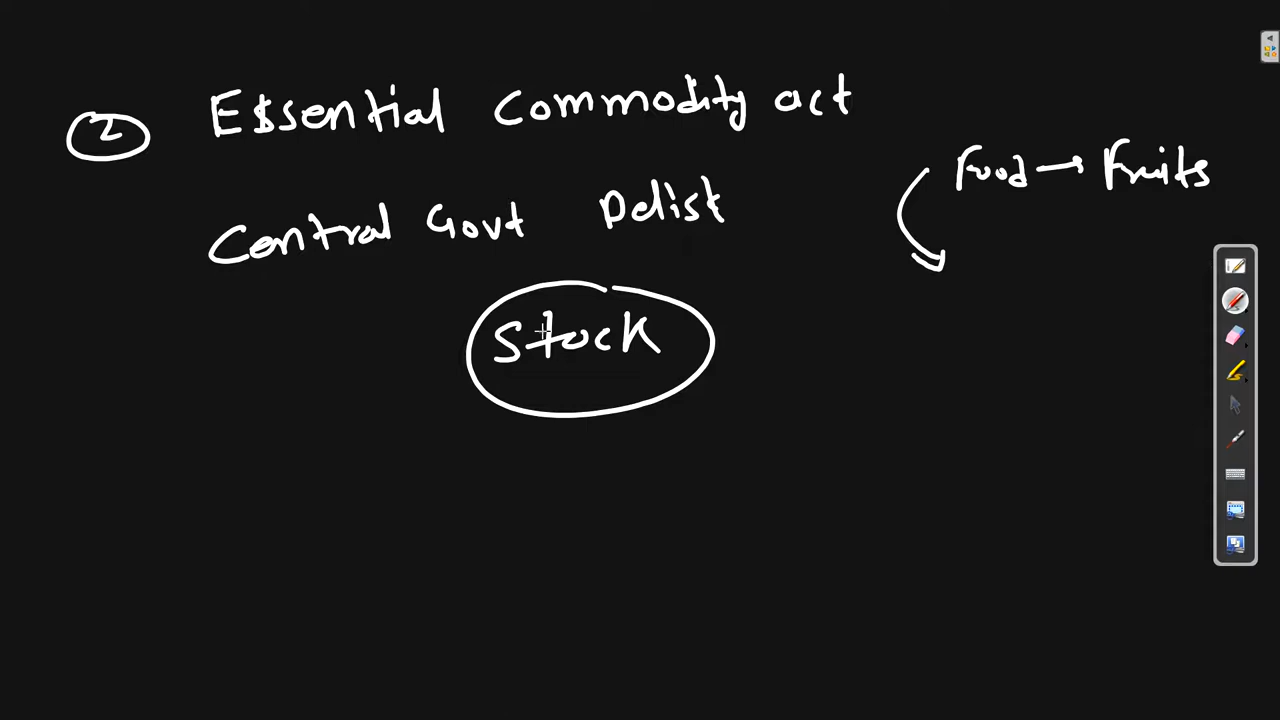 ② Essential Commodity act
Food → Fruits
Central Govt Delist
Stock